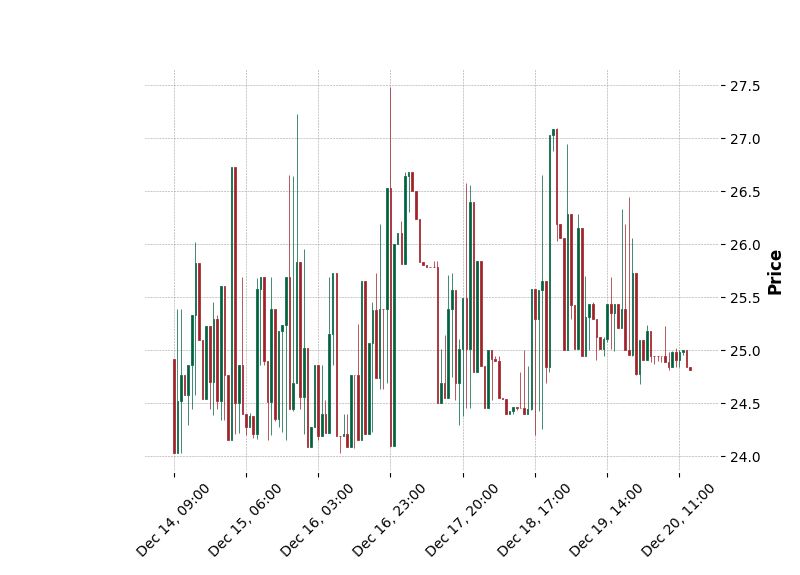 27.5
27.0
26.5
26.0
25.5
25.0
24.5
24.0
Price
Dec 14, 09:00
Dec 15, 06:00
Dec 16, 03:00
Dec 16, 23:00
Dec 17, 20:00
Dec 18, 17:00
Dec 19, 14:00
Dec 20, 11:00